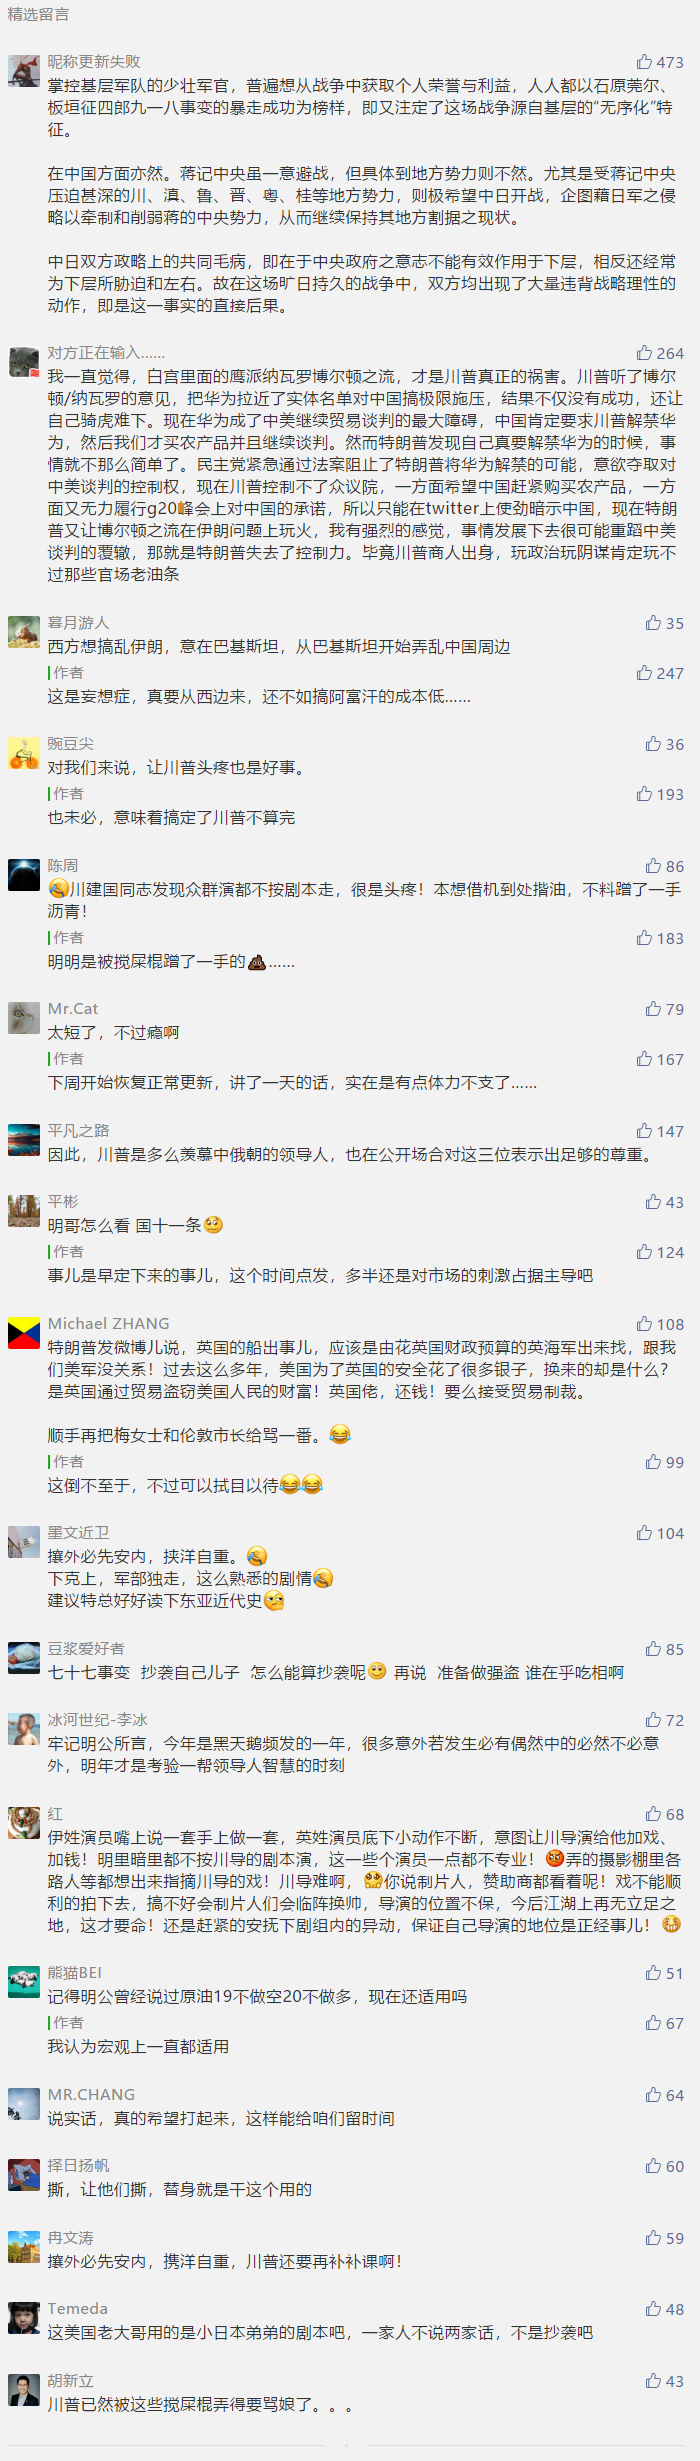 精选留言
昵称更新失败 473
掌控基层军队的少壮军官，普遍想从战争中获取个人荣誉与利益，人人都以石原莞尔、
板垣征四郎九一八事变的暴走成功为榜样，即又注定了这场战争源自基层的“无序化”特
征。
在中国方面亦然。蒋记中央虽一意避战，但具体到地方势力则不然。尤其是受蒋记中央
压迫甚深的川、滇、鲁、晋、粤、桂等地方势力，则极希望中日开战，企图藉日军之侵
略以牵制和削弱蒋的中央势力，从而继续保持其地方割据之现状。
中日双方政略上的共同毛病，即在于中央政府之意志不能有效作用于下层，相反还经常
为下层所胁迫和左右。故在这场旷日持久的战争中，双方均出现了大量违背战略理性的
动作，即是这一事实的直接后果。
对方正在输入…… 264
我一直觉得，白宫里面的鹰派纳瓦罗博尔顿之流，才是川普真正的祸害。川普听了博尔
顿/纳瓦罗的意见，把华为拉近了实体名单对中国搞极限施压，结果不仅没有成功，还让
自己骑虎难下。现在华为成了中美继续贸易谈判的最大障碍，中国肯定要求川普解禁华
为，然后我们才买农产品并且继续谈判。然而特朗普发现自己真要解禁华为的时候，事
情就不那么简单了。民主党紧急通过法案阻止了特朗普将华为解禁的可能，意欲夺取对
中美谈判的控制权，现在川普控制不了众议院，一方面希望中国赶紧购买农产品，一方
面又无力履行g20峰会上对中国的承诺，所以只能在twitter上使劲暗示中国，现在特朗
普又让博尔顿之流在伊朗问题上玩火，我有强烈的感觉，事情发展下去很可能重蹈中美
谈判的覆辙，那就是特朗普失去了控制力。毕竟川普商人出身，玩政治玩阴谋肯定玩不
过那些官场老油条
暮月游人 35
西方想搞乱伊朗，意在巴基斯坦，从巴基斯坦开始弄乱中国周边
作者 247
这是妄想症，真要从西边来，还不如搞阿富汗的成本低……
豌豆尖 36
对我们来说，让川普头疼也是好事。
作者 193
也未必，意味着搞定了川普不算完
陈周 86
🤣川建国同志发现众群演都不按剧本走，很是头疼！本想借机到处揩油，不料蹭了一手
沥青！
作者 183
明明是被搅屎棍蹭了一手的💩……
Mr.Cat 79
太短了，不过瘾啊
作者 167
下周开始恢复正常更新，讲了一天的话，实在是有点体力不支了……
平凡之路 147
因此，川普是多么羡慕中俄朝的领导人，也在公开场合对这三位表示出足够的尊重。
平彬 43
明哥怎么看 国十一条
作者 124
事儿是早定下来的事儿，这个时间点发，多半还是对市场的刺激占据主导吧
Michael ZHANG 108
特朗普发微博儿说，英国的船出事儿，应该是由花英国财政预算的英海军出来找，跟我
们美军没关系！过去这么多年，美国为了英国的安全花了很多银子，换来的却是什么？
是英国通过贸易盗窃美国人民的财富！英国佬，还钱！要么接受贸易制裁。
顺手再把梅女士和伦敦市长给骂一番。😂
作者 99
这倒不至于，不过可以拭目以待😂😂
墨文近卫 104
攘外必先安内，挟洋自重。🤣
下克上，军部独走，这么熟悉的剧情🤣
建议特总好好读下东亚近代史
豆浆爱好者 85
七十七事变 抄袭自己儿子 怎么能算抄袭呢 再说 准备做强盗 谁在乎吃相啊
冰河世纪-李冰 72
牢记明公所言，今年是黑天鹅频发的一年，很多意外若发生必有偶然中的必然不必意
外，明年才是考验一帮领导人智慧的时刻
红 68
伊姓演员嘴上说一套手上做一套，英姓演员底下小动作不断，意图让川导演给他加戏、
加钱！明里暗里都不按川导的剧本演，这一些个演员一点都不专业！弄的摄影棚里各
路人等都想出来指摘川导的戏！川导难啊，你说制片人，赞助商都看着呢！戏不能顺
利的拍下去，搞不好会制片人们会临阵换帅，导演的位置不保，今后江湖上再无立足之
地，这才要命！还是赶紧的安抚下剧组内的异动，保证自己导演的地位是正经事儿！
熊猫BEI 51
记得明公曾经说过原油19不做空20不做多，现在还适用吗
作者 67
我认为宏观上一直都适用
MR.CHANG 64
说实话，真的希望打起来，这样能给咱们留时间
择日扬帆 60
撕，让他们撕，替身就是干这个用的
冉文涛 59
攘外必先安内，携洋自重，川普还要再补补课啊！
Temeda 48
这美国老大哥用的是小日本弟弟的剧本吧，一家人不说两家话，不是抄袭吧
胡新立 43
川普已然被这些搅屎棍弄得要骂娘了。。。